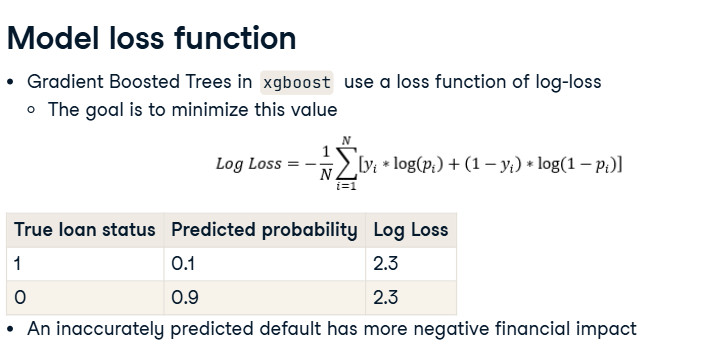 Model loss function
• Gradient Boosted Trees in xgboost use a loss function of log-loss
○ The goal is to minimize this value
Log Loss = −1/N ∑_{i=1}^{N} [y_i * log(p_i) + (1 − y_i) * log(1 − p_i)]
True loan status Predicted probability Log Loss
1 0.1 2.3
0 0.9 2.3
• An inaccurately predicted default has more negative financial impact